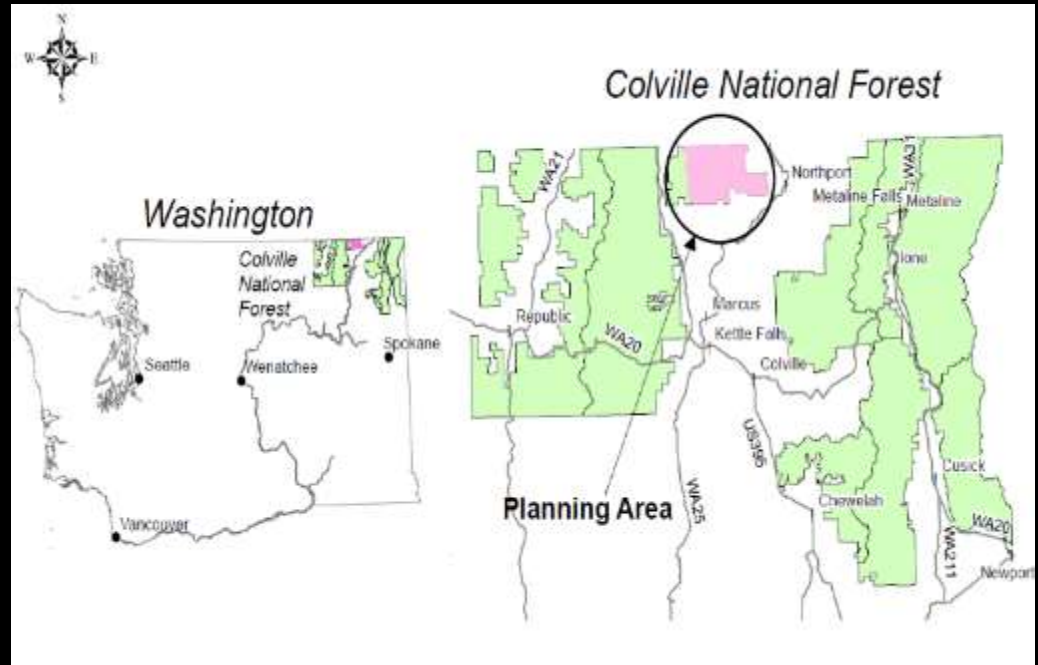 N
W
E
S
Colville National Forest
WA21
WA31
Northport
Metaline Falls
Metaline
Washington
Colville
National
Forest
Ione
Marcus
Republic
Kettle Falls
Spokane
WA20
Seattle
Wenatchee
Colville
US395
Cusick
Planning Area
WA25
Chewelah
Vancouver
WA20
WA211
Newport